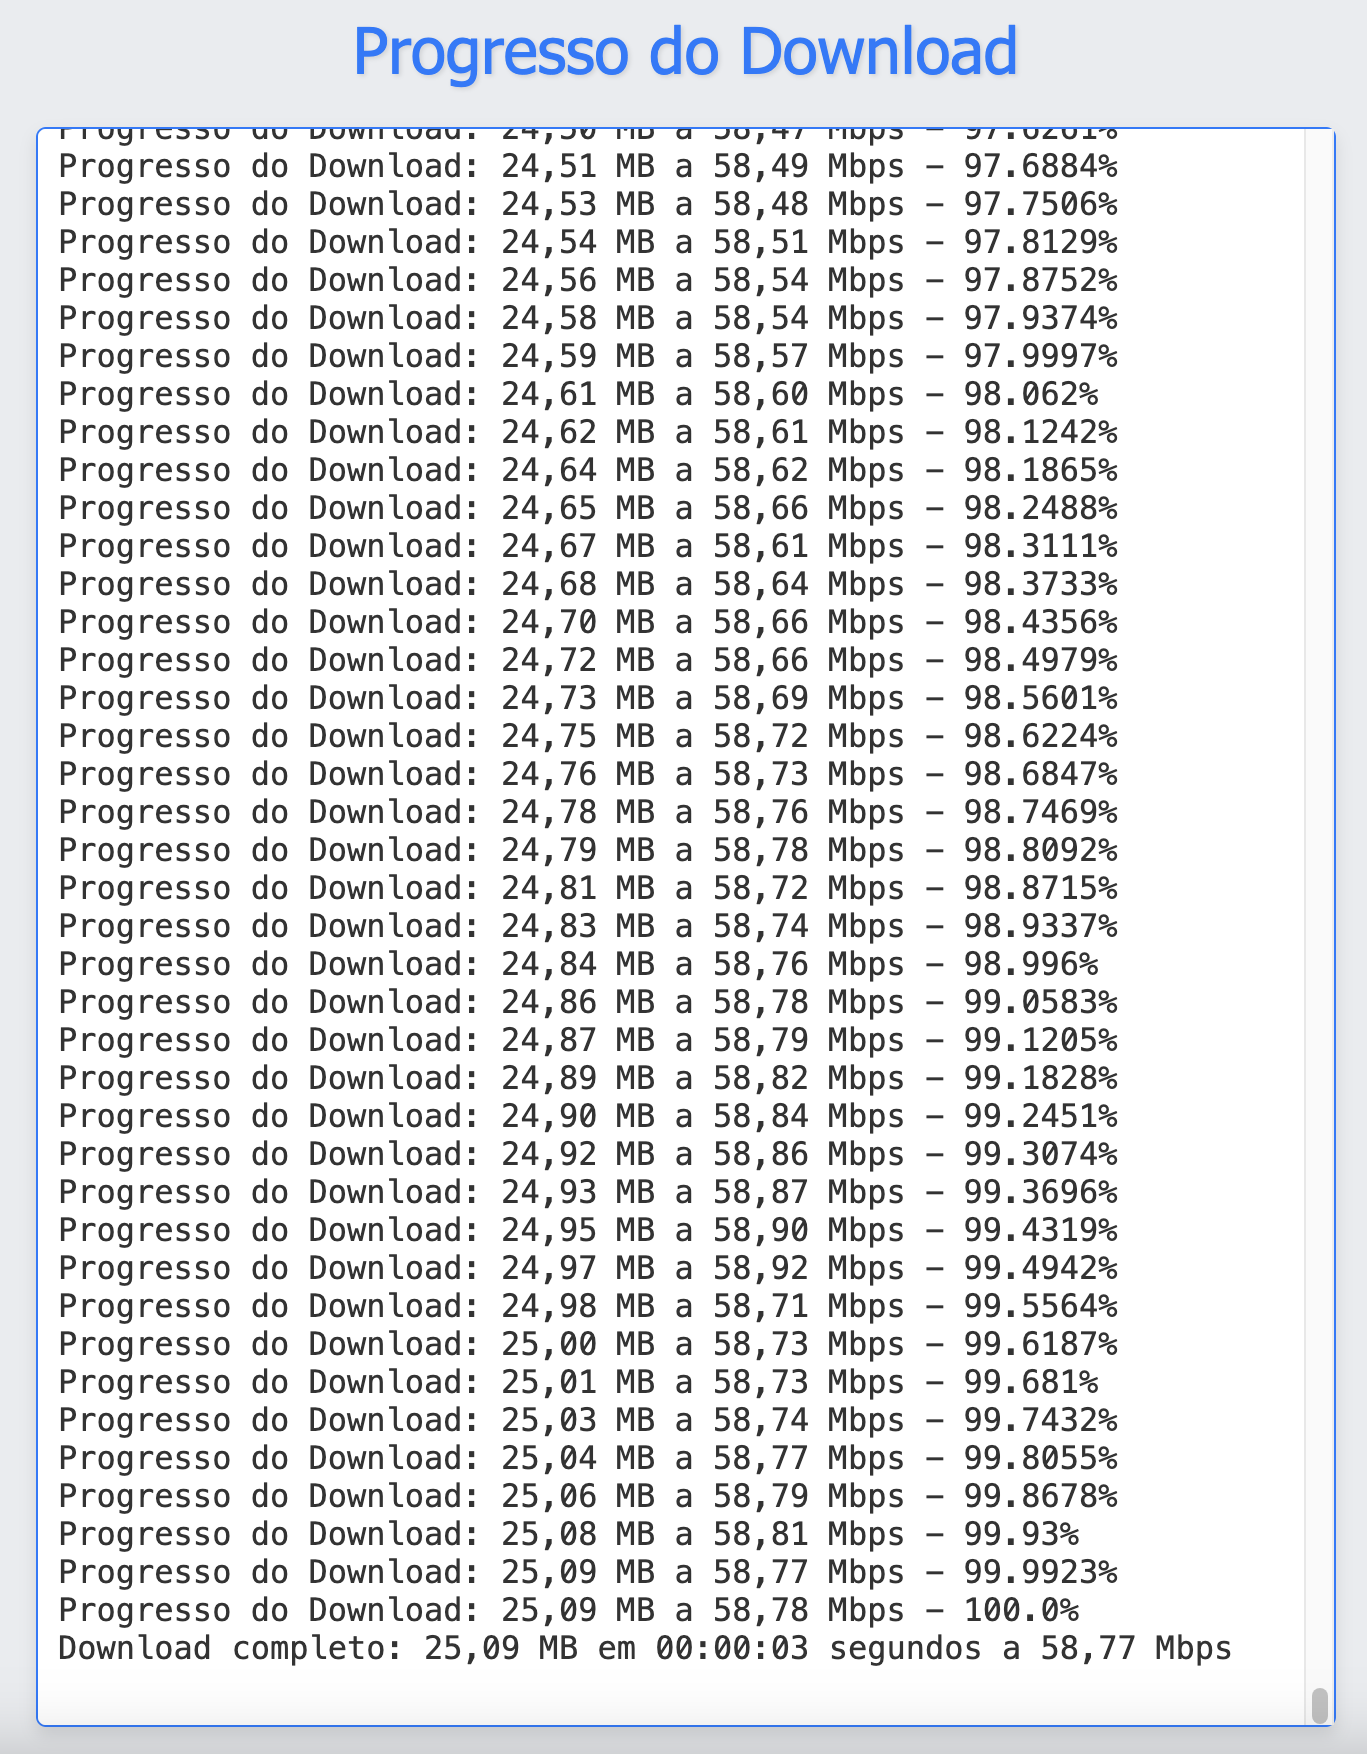 Progresso do Download
Progresso do Download: 24,50 MB a 58,47 Mbps – 97.6261%
Progresso do Download: 24,51 MB a 58,49 Mbps – 97.6884%
Progresso do Download: 24,53 MB a 58,48 Mbps – 97.7506%
Progresso do Download: 24,54 MB a 58,51 Mbps – 97.8129%
Progresso do Download: 24,56 MB a 58,54 Mbps – 97.8752%
Progresso do Download: 24,58 MB a 58,54 Mbps – 97.9374%
Progresso do Download: 24,59 MB a 58,57 Mbps – 97.9997%
Progresso do Download: 24,61 MB a 58,60 Mbps – 98.062%
Progresso do Download: 24,62 MB a 58,61 Mbps – 98.1242%
Progresso do Download: 24,64 MB a 58,62 Mbps – 98.1865%
Progresso do Download: 24,65 MB a 58,66 Mbps – 98.2488%
Progresso do Download: 24,67 MB a 58,61 Mbps – 98.3111%
Progresso do Download: 24,68 MB a 58,64 Mbps – 98.3733%
Progresso do Download: 24,70 MB a 58,66 Mbps – 98.4356%
Progresso do Download: 24,72 MB a 58,66 Mbps – 98.4979%
Progresso do Download: 24,73 MB a 58,69 Mbps – 98.5601%
Progresso do Download: 24,75 MB a 58,72 Mbps – 98.6224%
Progresso do Download: 24,76 MB a 58,73 Mbps – 98.6847%
Progresso do Download: 24,78 MB a 58,76 Mbps – 98.7469%
Progresso do Download: 24,79 MB a 58,78 Mbps – 98.8092%
Progresso do Download: 24,81 MB a 58,72 Mbps – 98.8715%
Progresso do Download: 24,83 MB a 58,74 Mbps – 98.9337%
Progresso do Download: 24,84 MB a 58,76 Mbps – 98.996%
Progresso do Download: 24,86 MB a 58,78 Mbps – 99.0583%
Progresso do Download: 24,87 MB a 58,79 Mbps – 99.1205%
Progresso do Download: 24,89 MB a 58,82 Mbps – 99.1828%
Progresso do Download: 24,90 MB a 58,84 Mbps – 99.2451%
Progresso do Download: 24,92 MB a 58,86 Mbps – 99.3074%
Progresso do Download: 24,93 MB a 58,87 Mbps – 99.3696%
Progresso do Download: 24,95 MB a 58,90 Mbps – 99.4319%
Progresso do Download: 24,97 MB a 58,92 Mbps – 99.4942%
Progresso do Download: 24,98 MB a 58,71 Mbps – 99.5564%
Progresso do Download: 25,00 MB a 58,73 Mbps – 99.6187%
Progresso do Download: 25,01 MB a 58,73 Mbps – 99.681%
Progresso do Download: 25,03 MB a 58,74 Mbps – 99.7432%
Progresso do Download: 25,04 MB a 58,77 Mbps – 99.8055%
Progresso do Download: 25,06 MB a 58,79 Mbps – 99.8678%
Progresso do Download: 25,08 MB a 58,81 Mbps – 99.93%
Progresso do Download: 25,09 MB a 58,77 Mbps – 99.9923%
Progresso do Download: 25,09 MB a 58,78 Mbps – 100.0%
Download completo: 25,09 MB em 00:00:03 segundos a 58,77 Mbps